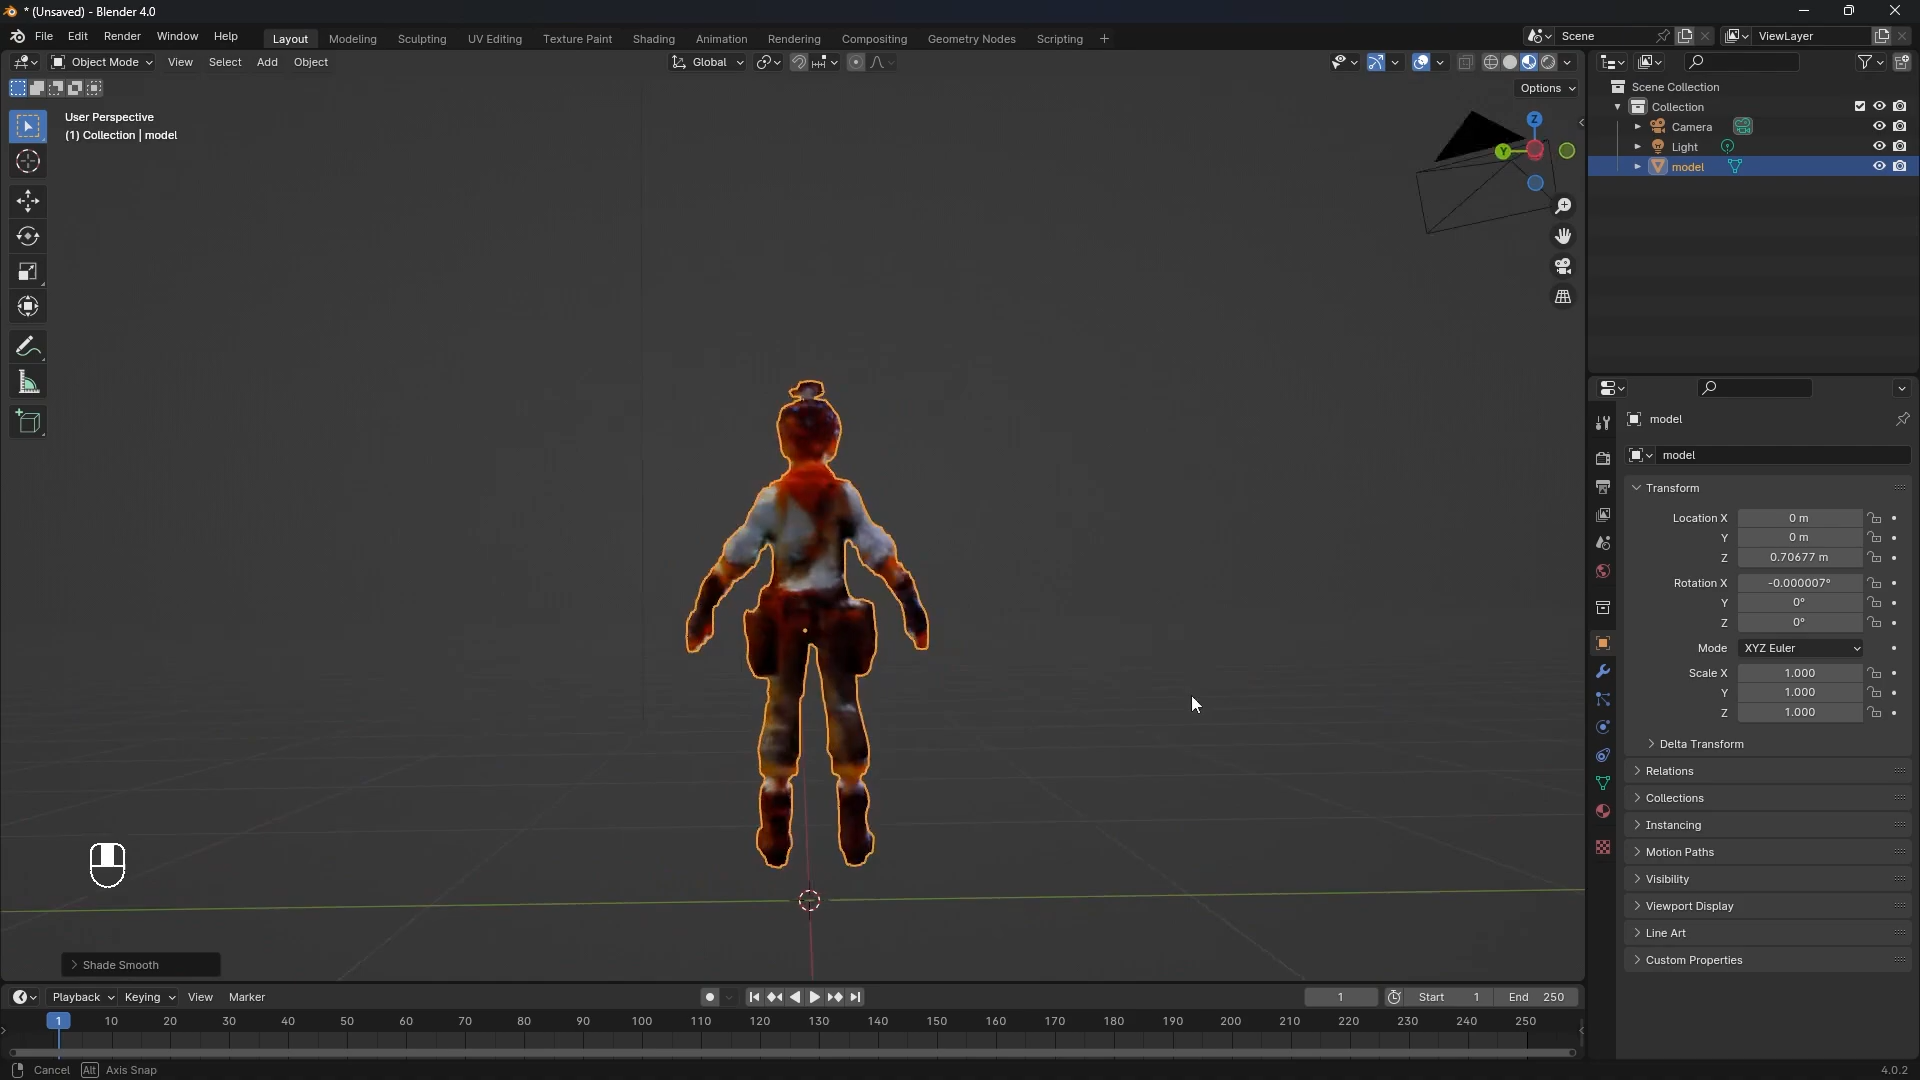 * (Unsaved) - Blender 4.0
File Edit Render Window Help Layout Modeling Sculpting UV Editing Texture Paint Shading Animation Rendering Compositing Geometry Nodes Scripting + Scene ViewLayer
Object Mode View Select Add Object Global
Options
User Perspective
(1) Collection | model
Z
Y
Scene Collection
Collection
Camera
Light
model
model
model
Transform
Location X 0 m
Y 0 m
Z 0.70677 m
Rotation X -0.000007°
Y 0°
Z 0°
Mode XYZ Euler
Scale X 1.000
Y 1.000
Z 1.000
Delta Transform
Relations
Collections
Instancing
Motion Paths
Visibility
Viewport Display
Line Art
Custom Properties
Shade Smooth
Playback Keying View Marker 1 Start 1 End 250
1 10 20 30 40 50 60 70 80 90 100 110 120 130 140 150 160 170 180 190 200 210 220 230 240 250
Cancel Alt Axis Snap 4.0.2